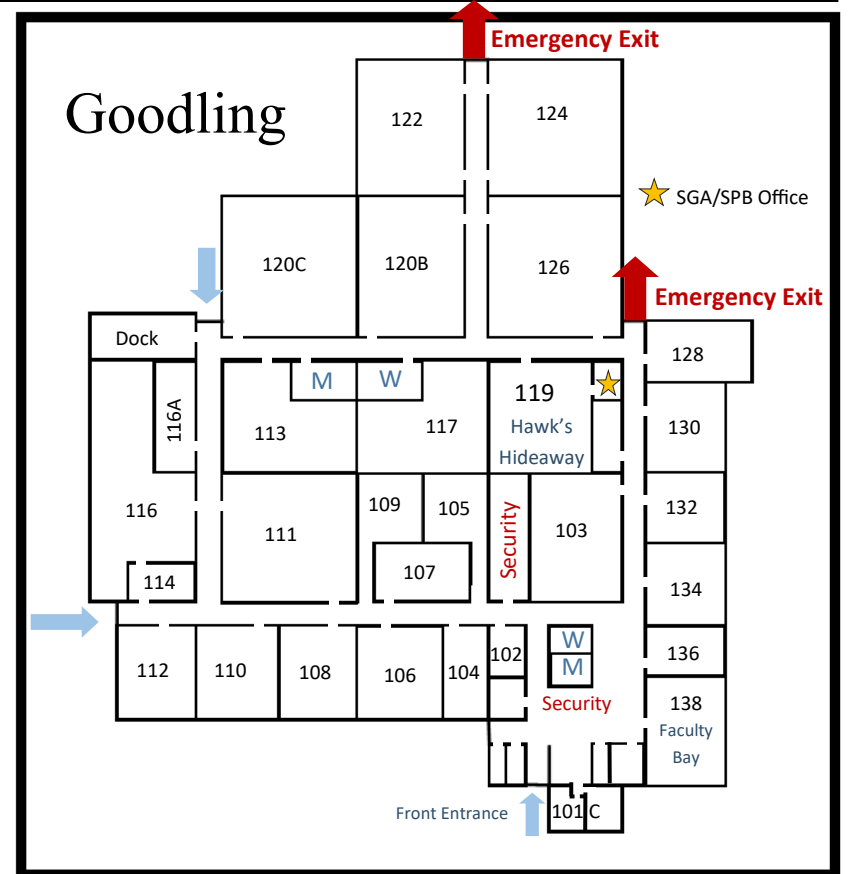 Emergency Exit
Goodling
122
124
SGA/SPB Office
120C
120B
126
Emergency Exit
Dock
128
M
W
119
116A
113
117
Hawk's
Hideaway
130
116
111
109
105
Security
103
132
107
114
134
112
110
108
106
104
102
W
M
136
Security
138
Faculty
Bay
Front Entrance
101 C